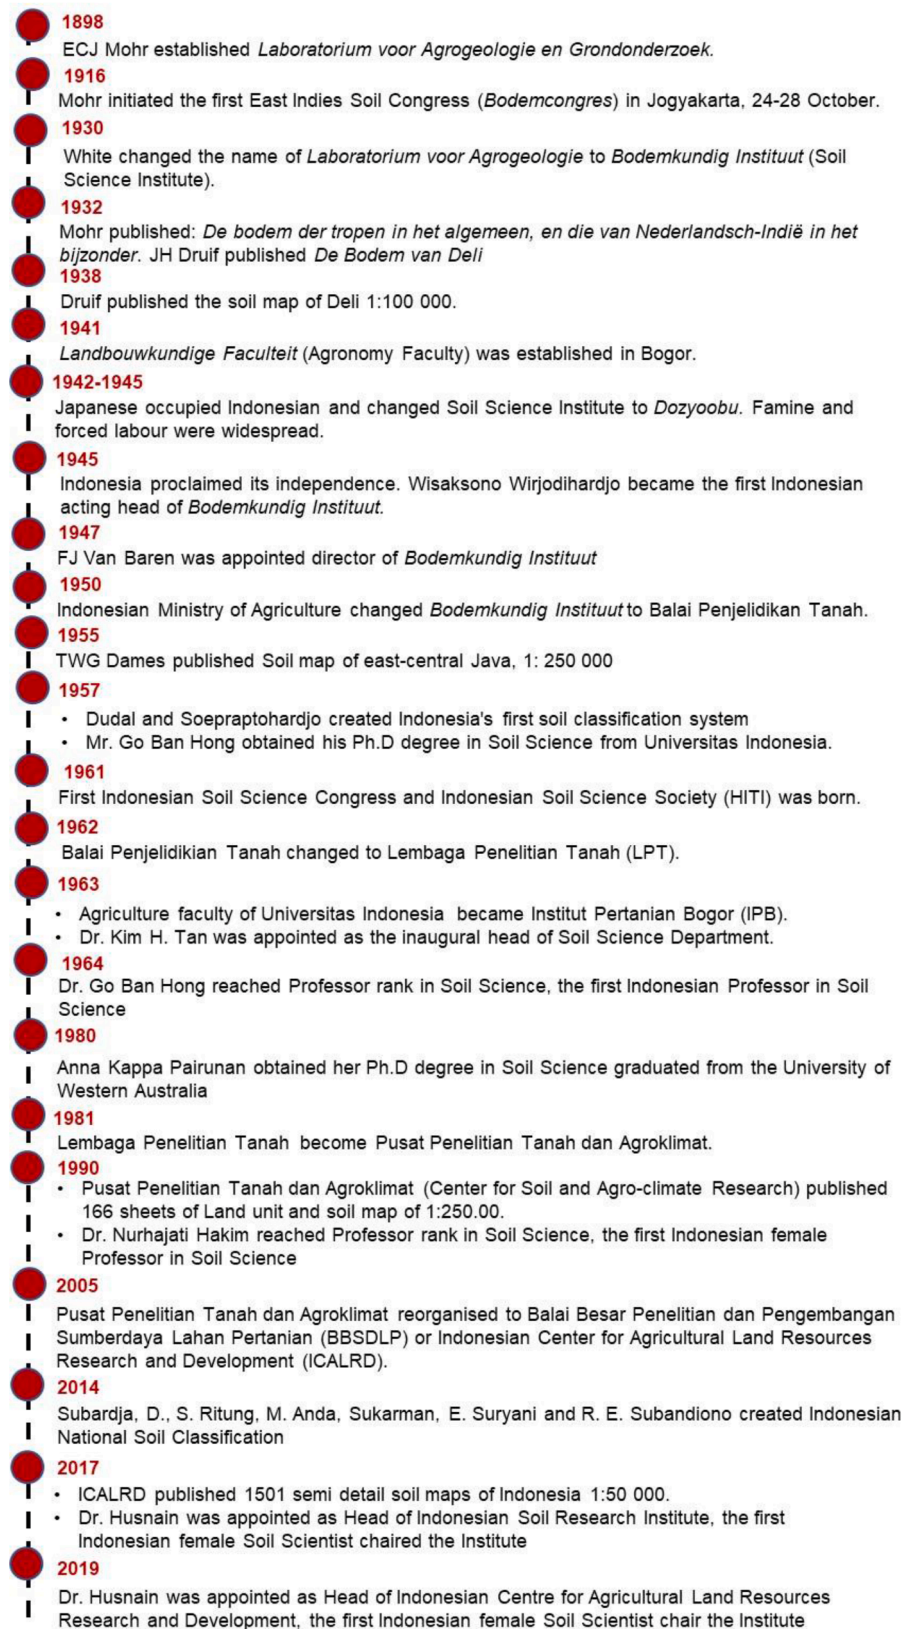 1898
ECJ Mohr established Laboratorium voor Agrogeologie en Grondonderzoek.
1916
Mohr initiated the first East Indies Soil Congress (Bodemcongres) in Jogyakarta, 24-28 October.
1930
White changed the name of Laboratorium voor Agrogeologie to Bodemkundig Instituut (Soil
Science Institute).
1932
Mohr published: De bodem der tropen in het algemeen, en die van Nederlandsch-Indië in het
bijzonder. JH Druif published De Bodem van Deli
1938
Druif published the soil map of Deli 1:100 000.
1941
Landbouwkundige Faculteit (Agronomy Faculty) was established in Bogor.
1942-1945
Japanese occupied Indonesian and changed Soil Science Institute to Dozyoobu. Famine and
forced labour were widespread.
1945
Indonesia proclaimed its independence. Wisaksono Wirjodihardjo became the first Indonesian
acting head of Bodemkundig Instituut.
1947
FJ Van Baren was appointed director of Bodemkundig Instituut
1950
Indonesian Ministry of Agriculture changed Bodemkundig Instituut to Balai Penjelidikan Tanah.
1955
TWG Dames published Soil map of east-central Java, 1: 250 000
1957
• Dudal and Soepraptohardjo created Indonesia's first soil classification system
• Mr. Go Ban Hong obtained his Ph.D degree in Soil Science from Universitas Indonesia.
1961
First Indonesian Soil Science Congress and Indonesian Soil Science Society (HITI) was born.
1962
Balai Penjelidikian Tanah changed to Lembaga Penelitian Tanah (LPT).
1963
• Agriculture faculty of Universitas Indonesia became Institut Pertanian Bogor (IPB).
• Dr. Kim H. Tan was appointed as the inaugural head of Soil Science Department.
1964
Dr. Go Ban Hong reached Professor rank in Soil Science, the first Indonesian Professor in Soil
Science
1980
Anna Kappa Pairunan obtained her Ph.D degree in Soil Science graduated from the University of
Western Australia
1981
Lembaga Penelitian Tanah become Pusat Penelitian Tanah dan Agroklimat.
1990
• Pusat Penelitian Tanah dan Agroklimat (Center for Soil and Agro-climate Research) published
166 sheets of Land unit and soil map of 1:250.00.
• Dr. Nurhajati Hakim reached Professor rank in Soil Science, the first Indonesian female
Professor in Soil Science
2005
Pusat Penelitian Tanah dan Agroklimat reorganised to Balai Besar Penelitian dan Pengembangan
Sumberdaya Lahan Pertanian (BBSDLP) or Indonesian Center for Agricultural Land Resources
Research and Development (ICALRD).
2014
Subardja, D., S. Ritung, M. Anda, Sukarman, E. Suryani and R. E. Subandiono created Indonesian
National Soil Classification
2017
• ICALRD published 1501 semi detail soil maps of Indonesia 1:50 000.
• Dr. Husnain was appointed as Head of Indonesian Soil Research Institute, the first
Indonesian female Soil Scientist chaired the Institute
2019
Dr. Husnain was appointed as Head of Indonesian Centre for Agricultural Land Resources
Research and Development, the first Indonesian female Soil Scientist chair the Institute